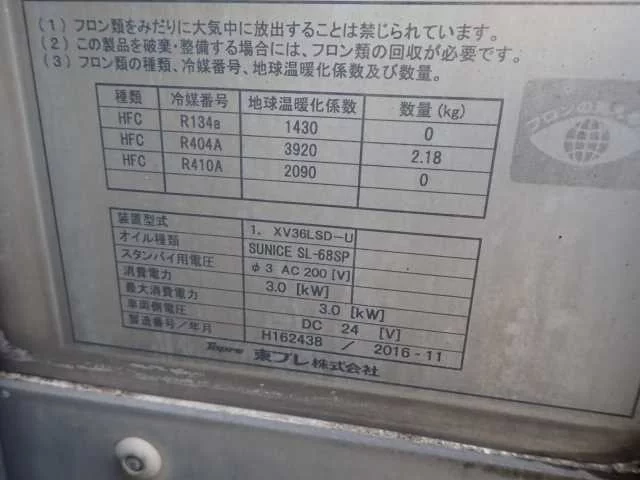 (1) フロン類をみだりに大気中に放出することは禁じられています。
(2) この製品を破棄・整備する場合には、フロン類の回収が必要です。
(3) フロン類の種類、冷媒番号、地球温暖化係数及び数量。
種類 冷媒番号 地球温暖化係数 数量 (kg)
HFC R134a 1430 0
HFC R404A 3920 2.18
HFC R410A 2090 0
フロンの見
装置型式 1. XV36LSD-U
オイル種類 SUNICE SL-68SP
スタンバイ用電圧 φ3 AC 200 [V]
消費電力 3.0 [kW]
最大消費電力 3.0 [kW]
車両側電圧 DC 24 [V]
製造番号/年月 H162438 / 2016-11
Topre 東プレ株式会社